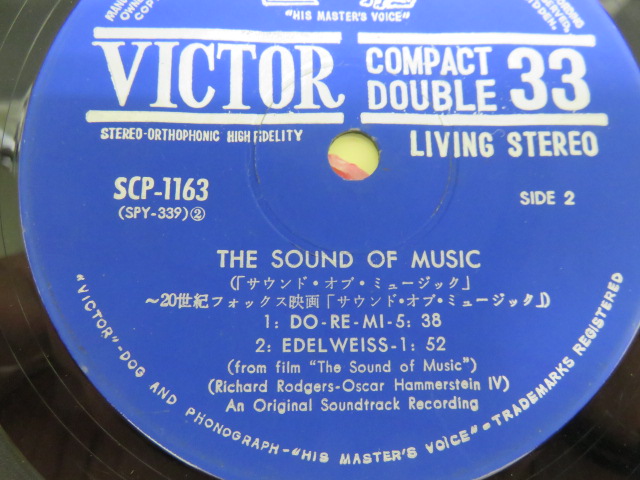 "HIS MASTER'S VOICE"
VICTOR
COMPACT
DOUBLE 33
STEREO-ORTHOPHONIC HIGH FIDELITY
LIVING STEREO
SCP-1163
(SPY-339)②
SIDE 2
THE SOUND OF MUSIC
(「サウンド・オブ・ミュージック」
〜20世紀フォックス映画「サウンド・オブ・ミュージック」)
1: DO-RE-MI-5: 38
2: EDELWEISS-1: 52
(from film "The Sound of Music")
(Richard Rodgers-Oscar Hammerstein IV)
An Original Soundtrack Recording
"VICTOR"-DOG AND PHONOGRAPH-"HIS MASTER'S VOICE"-TRADEMARKS REGISTERED